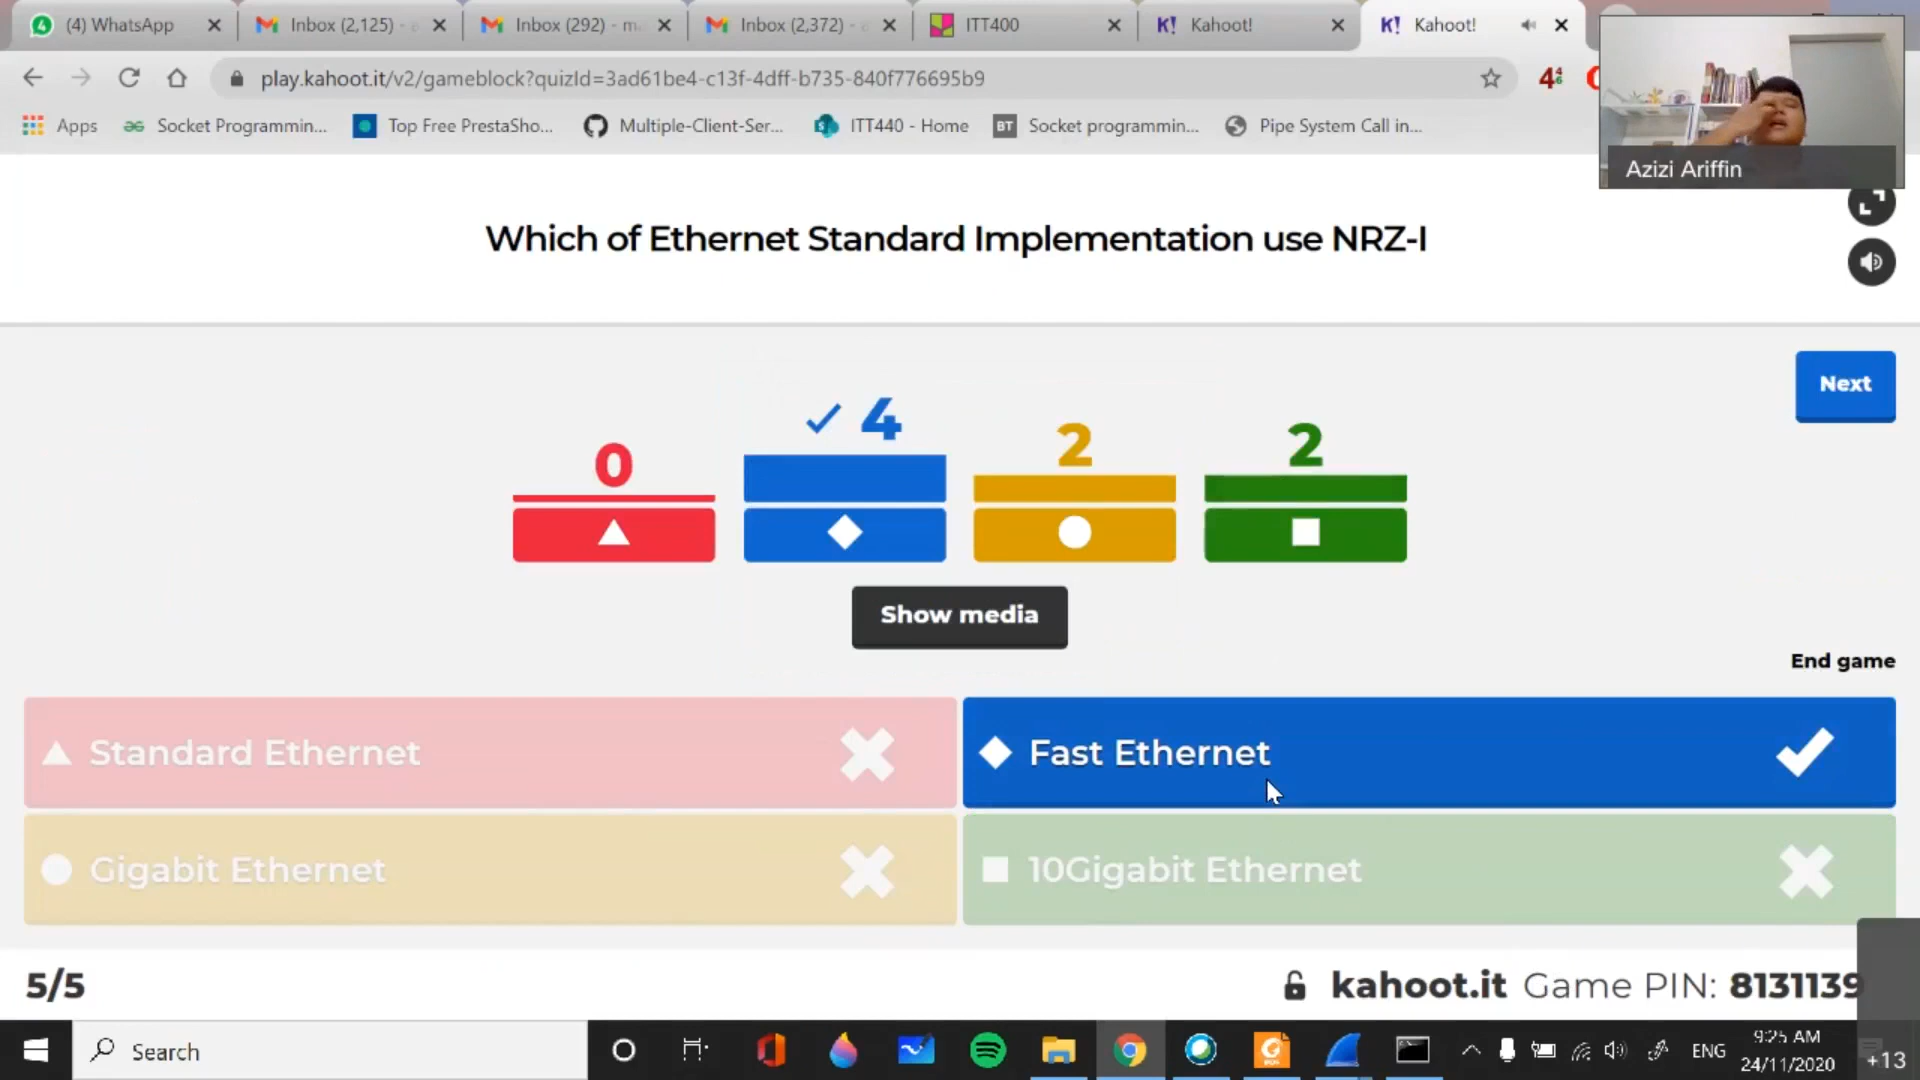 (4) WhatsApp
Inbox (2,125) -
Inbox (292) - m
Inbox (2,372) -
ITT400
Kahoot!
Kahoot!
play.kahoot.it/v2/gameblock?quizId=3ad61be4-c13f-4dff-b735-840f776695b9
Apps
Socket Programmin...
Top Free PrestaSho...
Multiple-Client-Ser...
ITT440 - Home
BT
Socket programmin...
Pipe System Call in...
Azizi Ariffin
Which of Ethernet Standard Implementation use NRZ-I
Next
0
4
2
2
Show media
End game
Standard Ethernet
Fast Ethernet
Gigabit Ethernet
10Gigabit Ethernet
5/5
kahoot.it Game PIN: 8131139
Search
ENG
9:25 AM
24/11/2020
+13